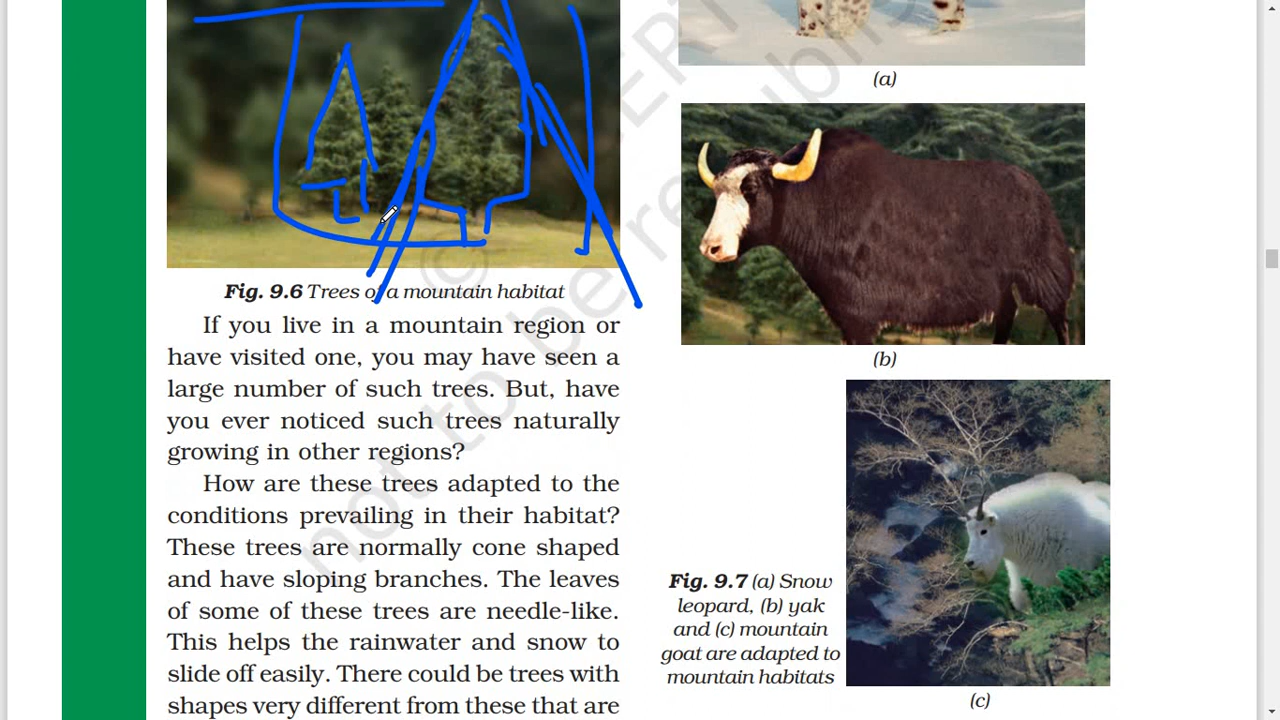 Fig. 9.6 Trees of a mountain habitat
If you live in a mountain region or
have visited one, you may have seen a
large number of such trees. But, have
you ever noticed such trees naturally
growing in other regions?
How are these trees adapted to the
conditions prevailing in their habitat?
These trees are normally cone shaped
and have sloping branches. The leaves
of some of these trees are needle-like.
This helps the rainwater and snow to
slide off easily. There could be trees with
shapes very different from these that are
(a)
(b)
Fig. 9.7 (a) Snow
leopard, (b) yak
and (c) mountain
goat are adapted to
mountain habitats
(c)
not to be republi